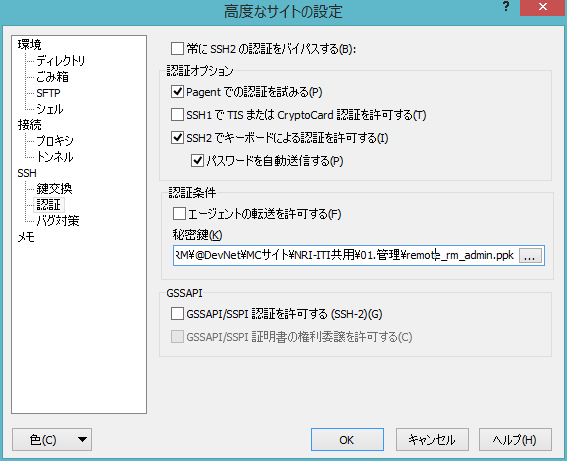 高度なサイトの設定
?
環境
ディレクトリ
ごみ箱
SFTP
シェル
接続
プロキシ
トンネル
SSH
鍵交換
認証
バグ対策
メモ
常に SSH2 の認証をバイパスする(B):
認証オプション
Pagent での認証を試みる(P)
SSH1 で TIS または CryptoCard 認証を許可する(T)
SSH2 でキーボードによる認証を許可する(I)
パスワードを自動送信する(P)
認証条件
エージェントの転送を許可する(F)
秘密鍵(K)
RM¥@DevNet¥MCサイト¥NRI-ITI共用¥01.管理¥remote_rm_admin.ppk
...
GSSAPI
GSSAPI/SSPI 認証を許可する (SSH-2)(G)
GSSAPI/SSPI 証明書の権利委譲を許可する(C)
色(C)
OK
キャンセル
ヘルプ(H)